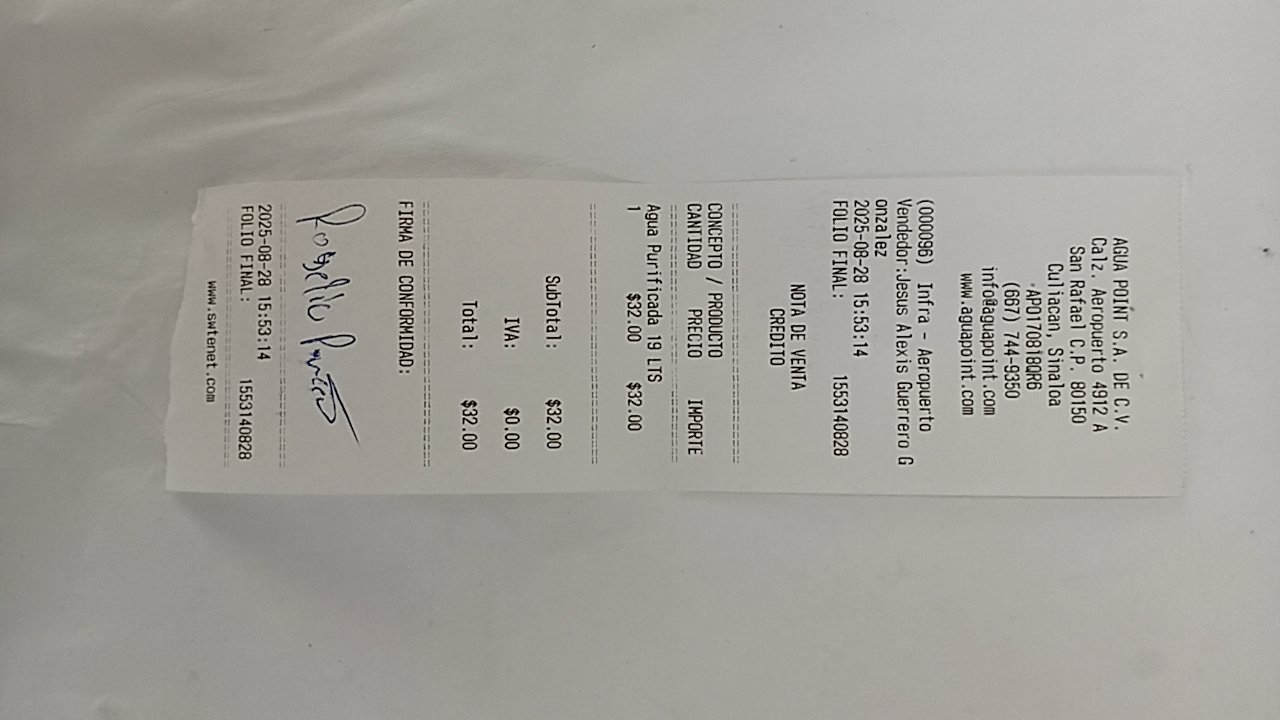 AGUA POINT S.A. DE C.V.
Calz. Aeropuerto 4912 A
San Rafael C.P. 80150
Culiacan, Sinaloa
APO170818QR6
(667) 744-9350
info@aguapoint.com
www.aguapoint.com
(000096) Infra - Aeropuerto
Vendedor:Jesus Alexis Guerrero G
onzalez
2025-08-28 15:53:14
FOLIO FINAL: 1553140828
NOTA DE VENTA
CREDITO
CONCEPTO / PRODUCTO
CANTIDAD PRECIO IMPORTE
Agua Purificada 19 LTS
1 $32.00 $32.00
SubTotal: $32.00
IVA: $0.00
Total: $32.00
FIRMA DE CONFORMIDAD:
Rogelio
2025-08-28 15:53:14
FOLIO FINAL: 1553140828
www.swfenet.com